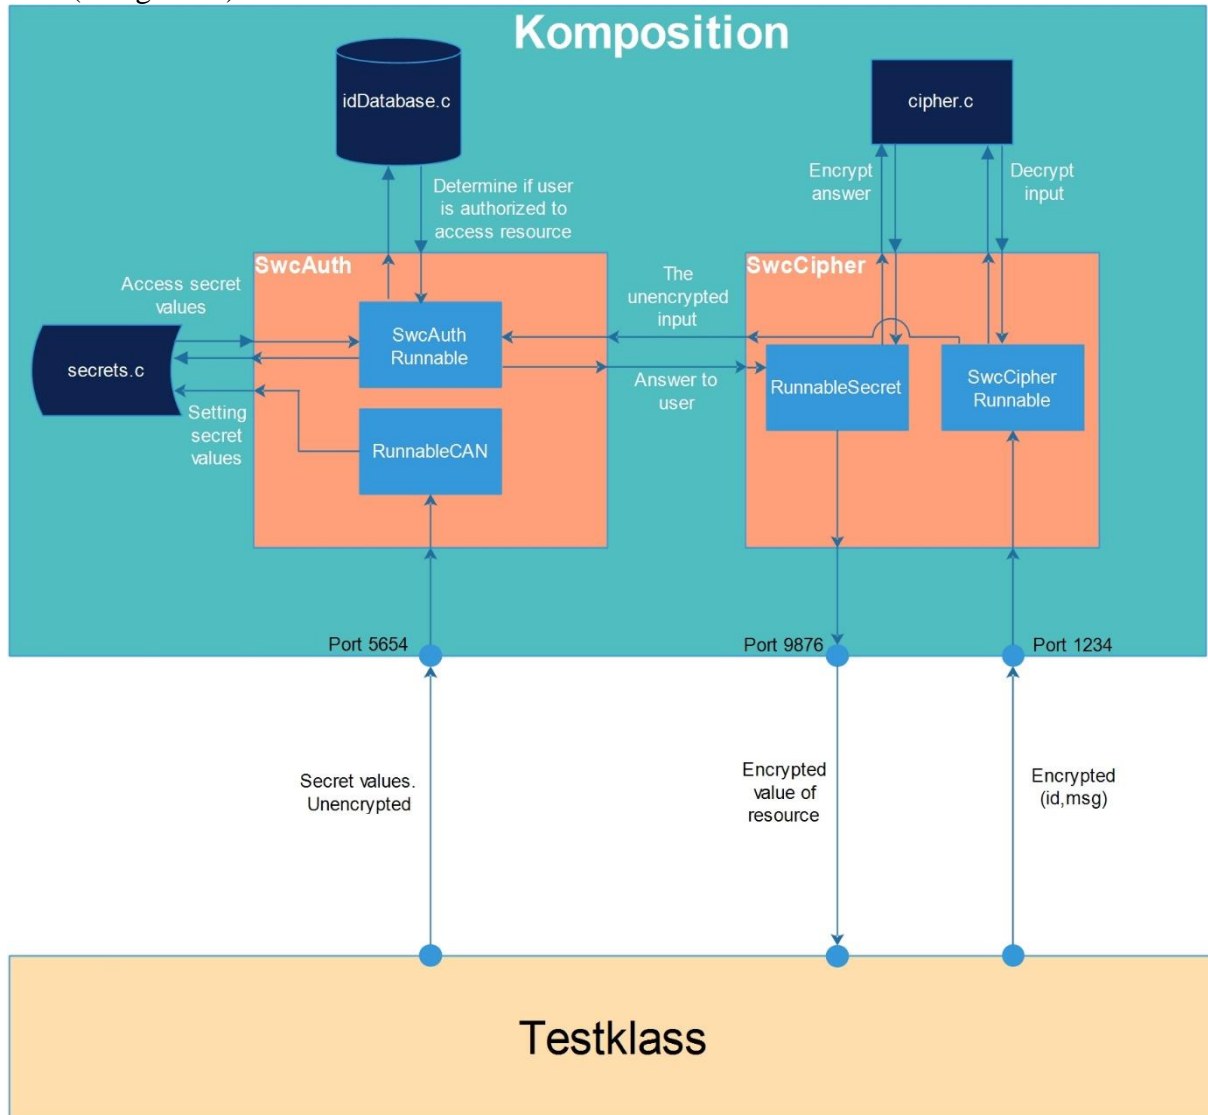 Komposition
idDatabase.c
cipher.c
Determine if user
is authorized to
access resource
Encrypt
answer
Decrypt
input
SwcAuth
SwcCipher
Access secret
values
The
unencrypted
input
SwcAuth
Runnable
secrets.c
RunnableSecret
SwcCipher
Runnable
Answer to
user
Setting
secret
values
RunnableCAN
Port 5654
Port 9876
Port 1234
Secret values.
Unencrypted
Encrypted
value of
resource
Encrypted
(id,msg)
Testklass